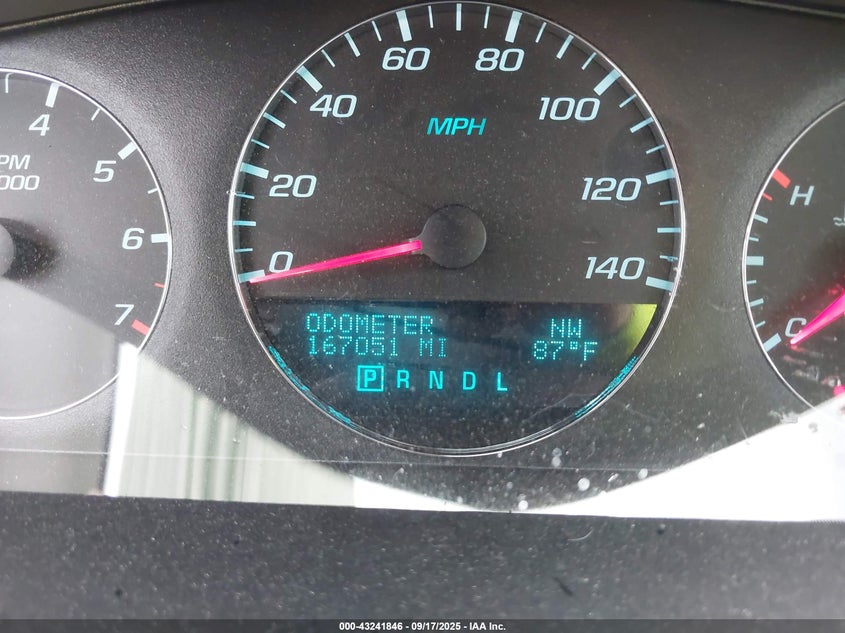 60 80
4 40 100
MPH
PM 5
000 20 120 H
6 0 140
7 C
ODOMETER NW
167051 MI 87°F
P R N D L
000-43241846 - 09/17/2025 - IAA Inc.